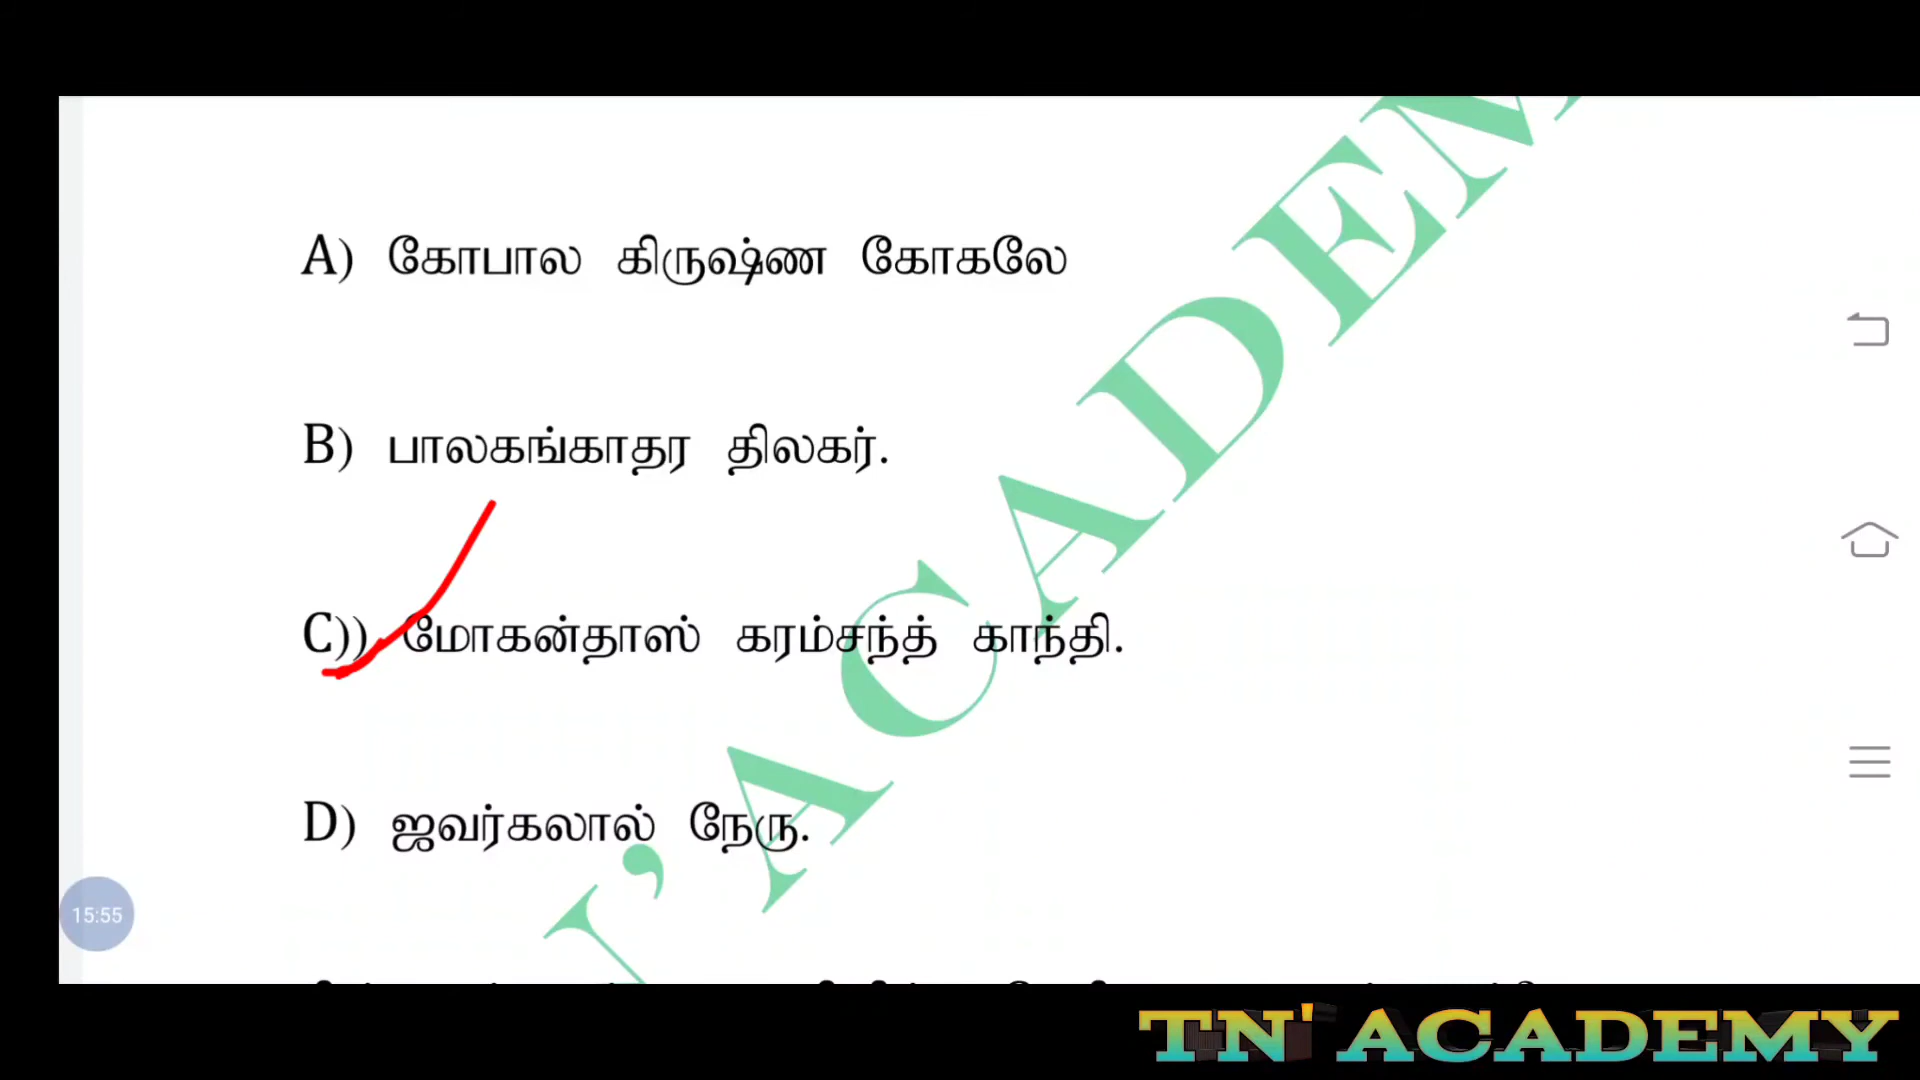 A) கோபால கிருஷ்ண கோகலே
B) பாலகங்காதர திலகர்.
C)) மோகன்தாஸ் கரம்சந்த் காந்தி.
D) ஜவர்கலால் நேரு.
15:55
TN' ACADEMY